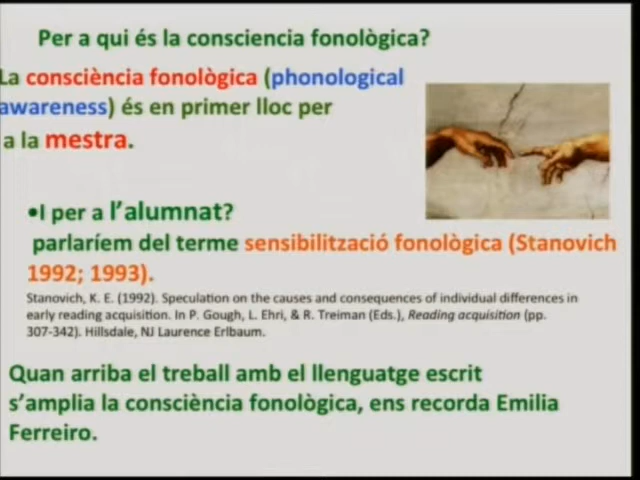 Per a qui és la consciencia fonològica?
La consciència fonològica (phonological
awareness) és en primer lloc per
a la mestra.
•I per a l'alumnat?
parlaríem del terme sensibilització fonològica (Stanovich
1992; 1993).
Stanovich, K. E. (1992). Speculation on the causes and consequences of individual differences in
early reading acquisition. In P. Gough, L. Ehri, & R. Treiman (Eds.), Reading acquisition (pp.
307-342). Hillsdale, NJ Laurence Erlbaum.
Quan arriba el treball amb el llenguatge escrit
s'amplia la consciència fonològica, ens recorda Emilia
Ferreiro.